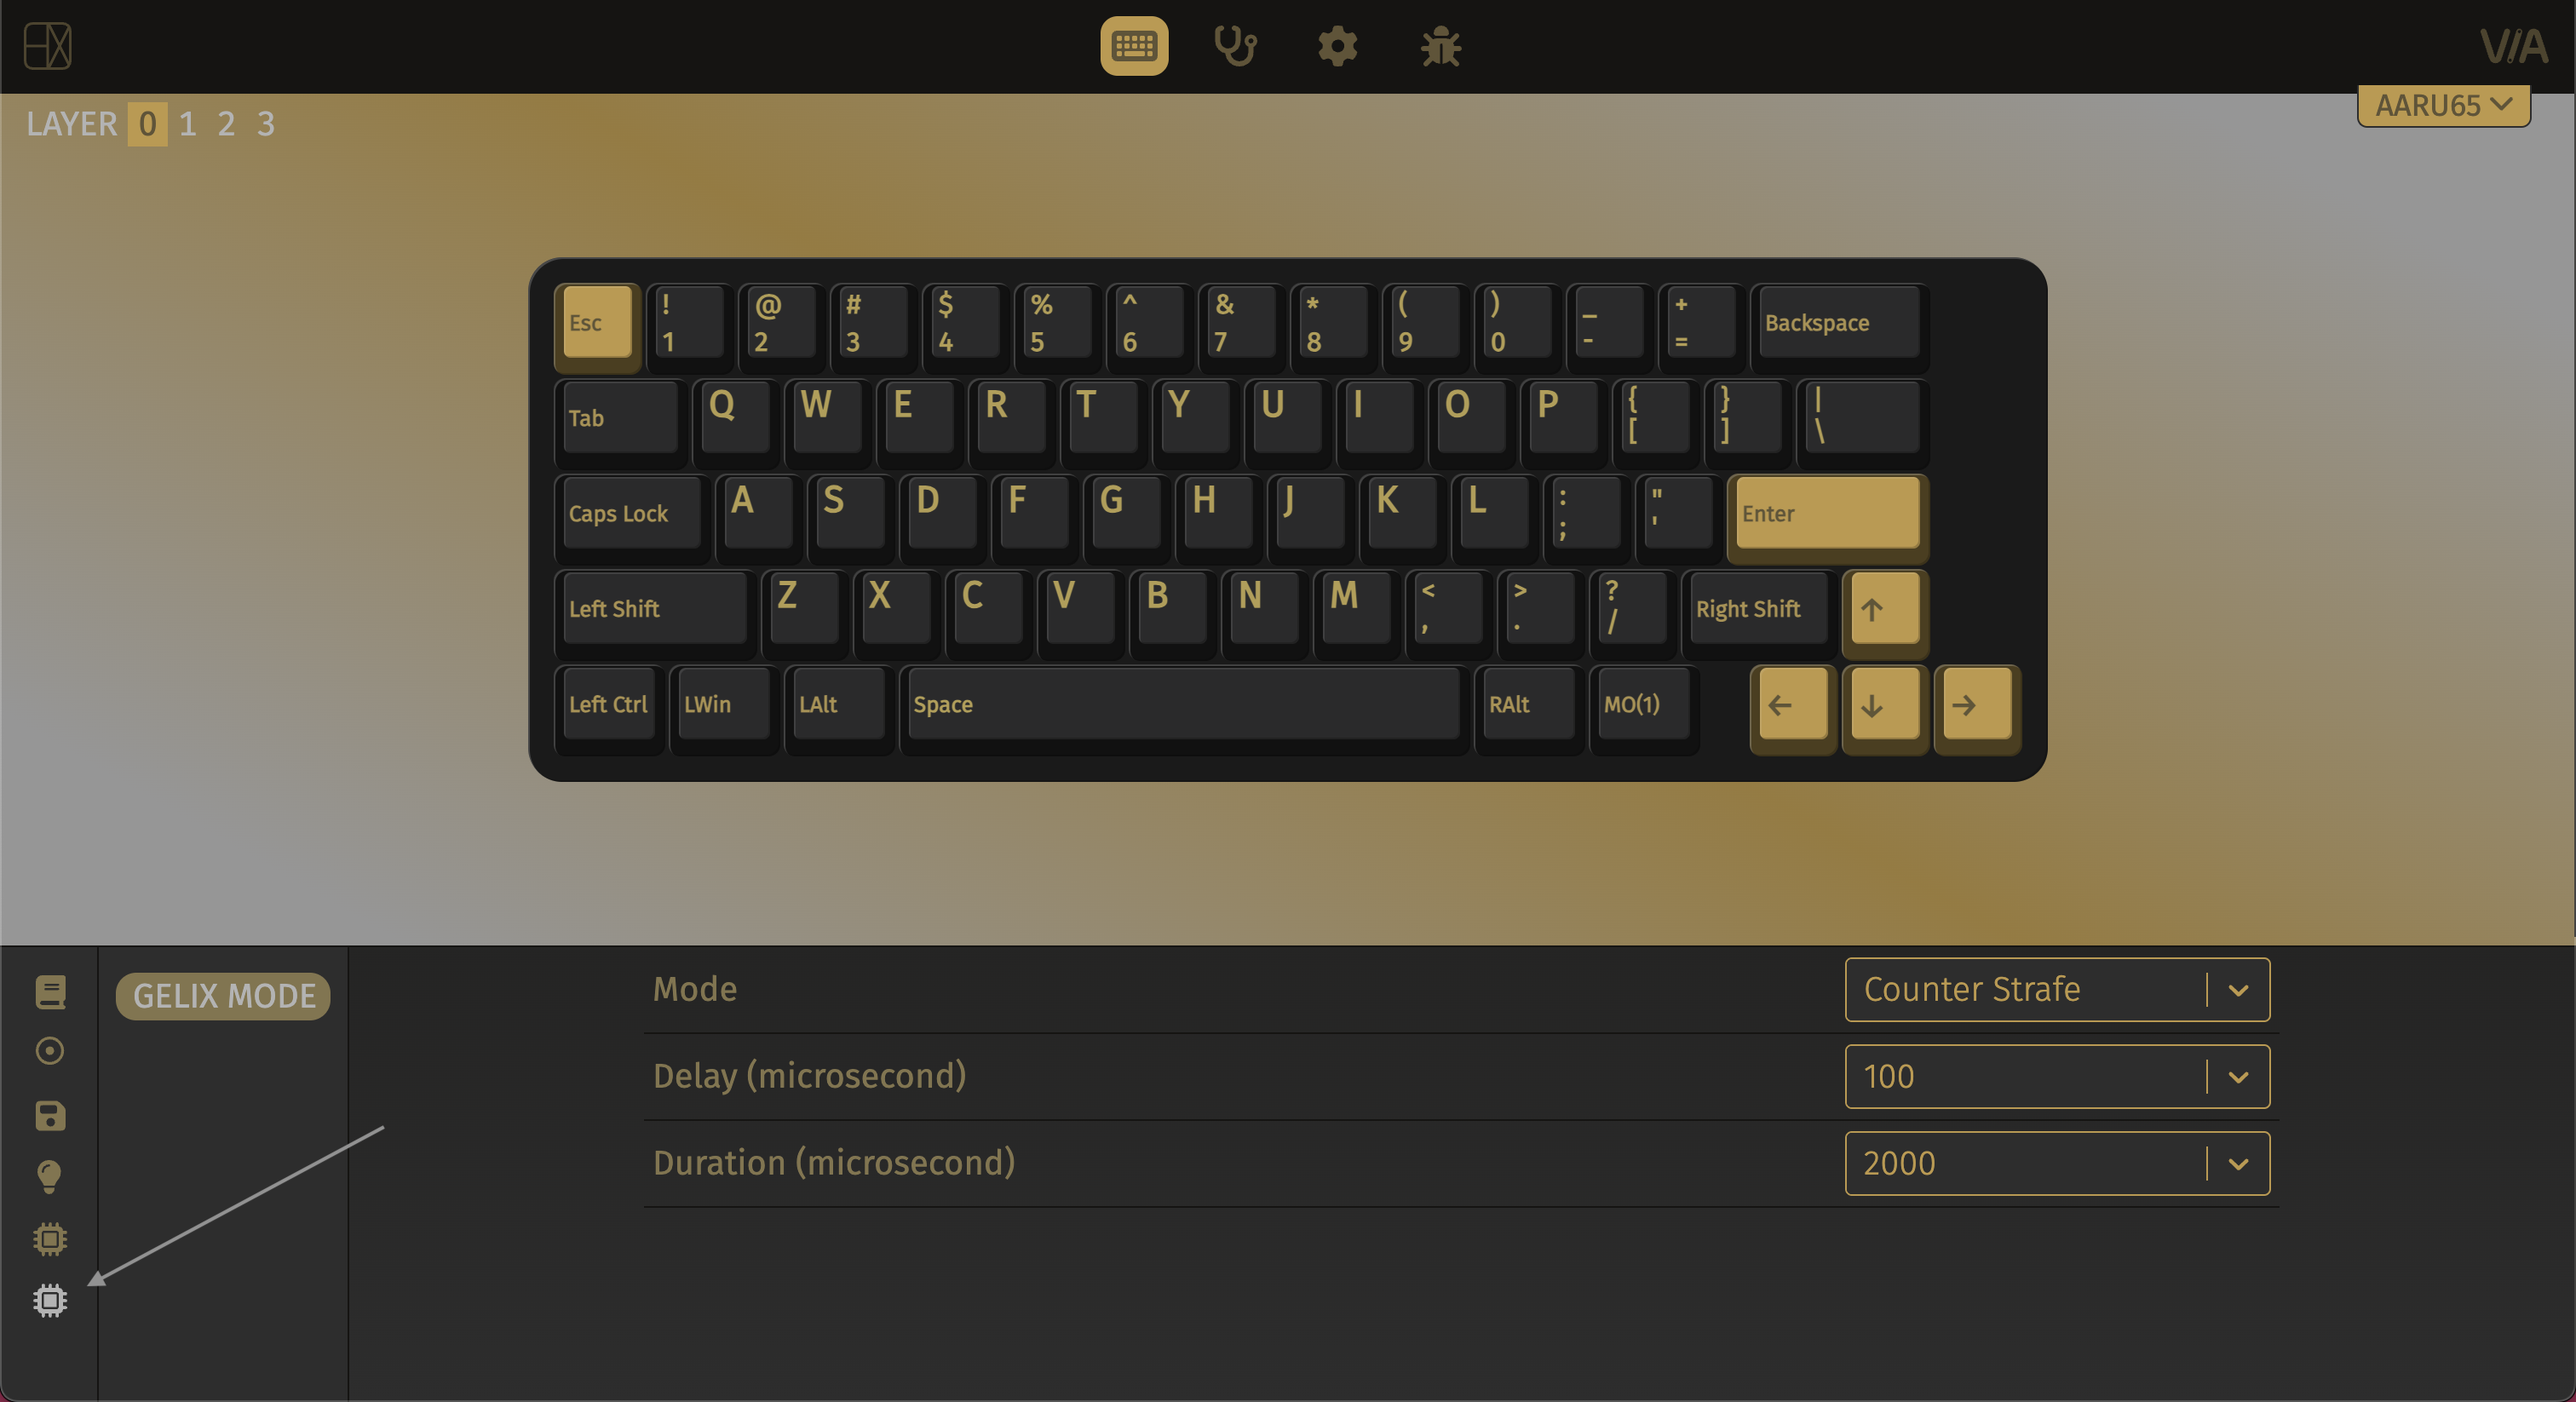 VIA
LAYER 0 1 2 3
AARU65
Esc ! 1 @ 2 # 3 $ 4 % 5 ^ 6 & 7 * 8 ( 9 ) 0 _ - + = Backspace
Tab Q W E R T Y U I O P { [ } ] | \
Caps Lock A S D F G H J K L : ; " ' Enter
Left Shift Z X C V B N M < , > . ? / Right Shift ↑
Left Ctrl LWin LAlt Space RAlt MO(1) ← ↓ →
GELIX MODE
Mode Counter Strafe
Delay (microsecond) 100
Duration (microsecond) 2000